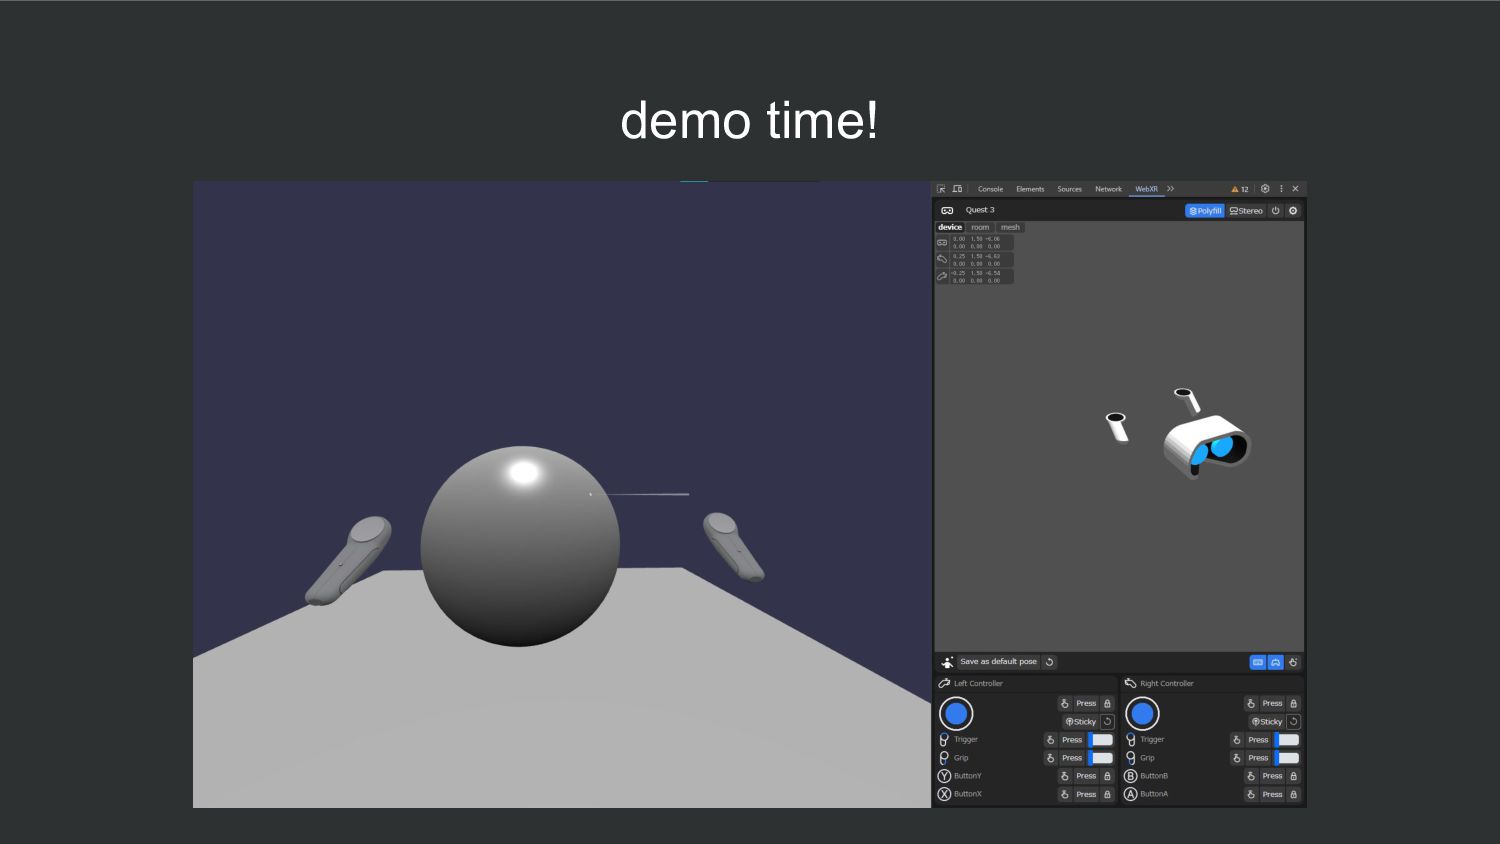 demo time!
Console Elements Sources Network WebXR 12
Quest 3 Polyfill Stereo
device room mesh
0.00 1.50 -6.06
0.00 0.00 0.00
0.25 1.50 -6.63
0.00 0.00 0.00
-0.25 1.50 -6.54
0.00 0.00 0.00
Save as default pose
Left Controller
Press
Sticky
Trigger Press
Grip Press
Y ButtonY Press
X ButtonX Press
Right Controller
Press
Sticky
Trigger Press
Grip Press
B ButtonB Press
A ButtonA Press